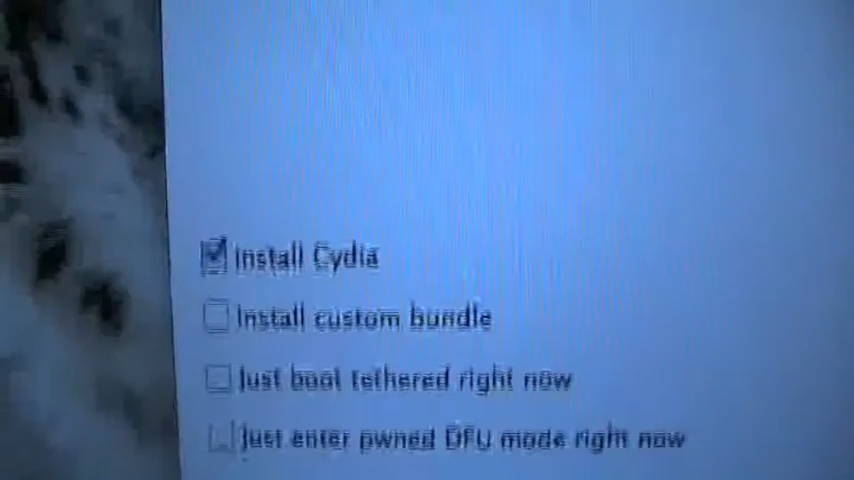 Install Cydia
Install custom bundle
Just boot tethered right now
Just enter pwned DFU mode right now